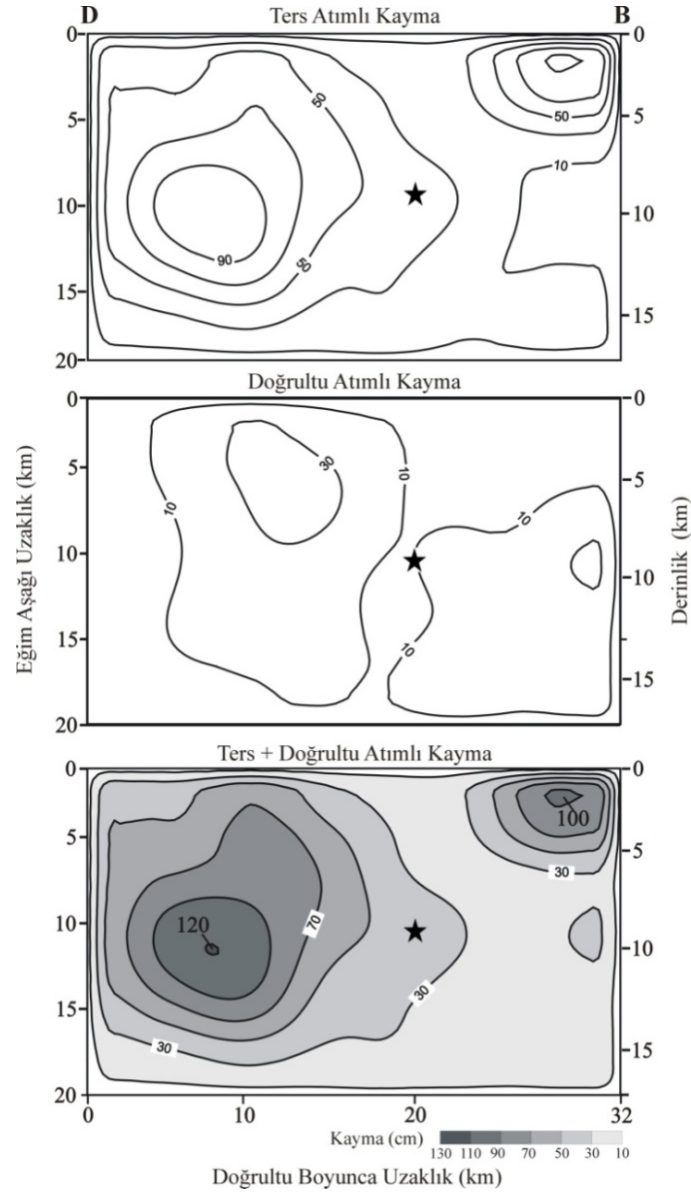 D Ters Atımlı Kayma B
0 0
50
5 5
50
10
10 10
90
50
15 15
20
Doğrultu Atımlı Kayma
0 0
30
10
5 5
10
10
10 10
15 10 15
20
Eğim Aşağı Uzaklık (km)
Derinlik (km)
Ters + Doğrultu Atımlı Kayma
0 0
100
5 5
30
120
70
10 10
30
15 15
30
20
0 10 20 32
Kayma (cm)
130 110 90 70 50 30 10
Doğrultu Boyunca Uzaklık (km)